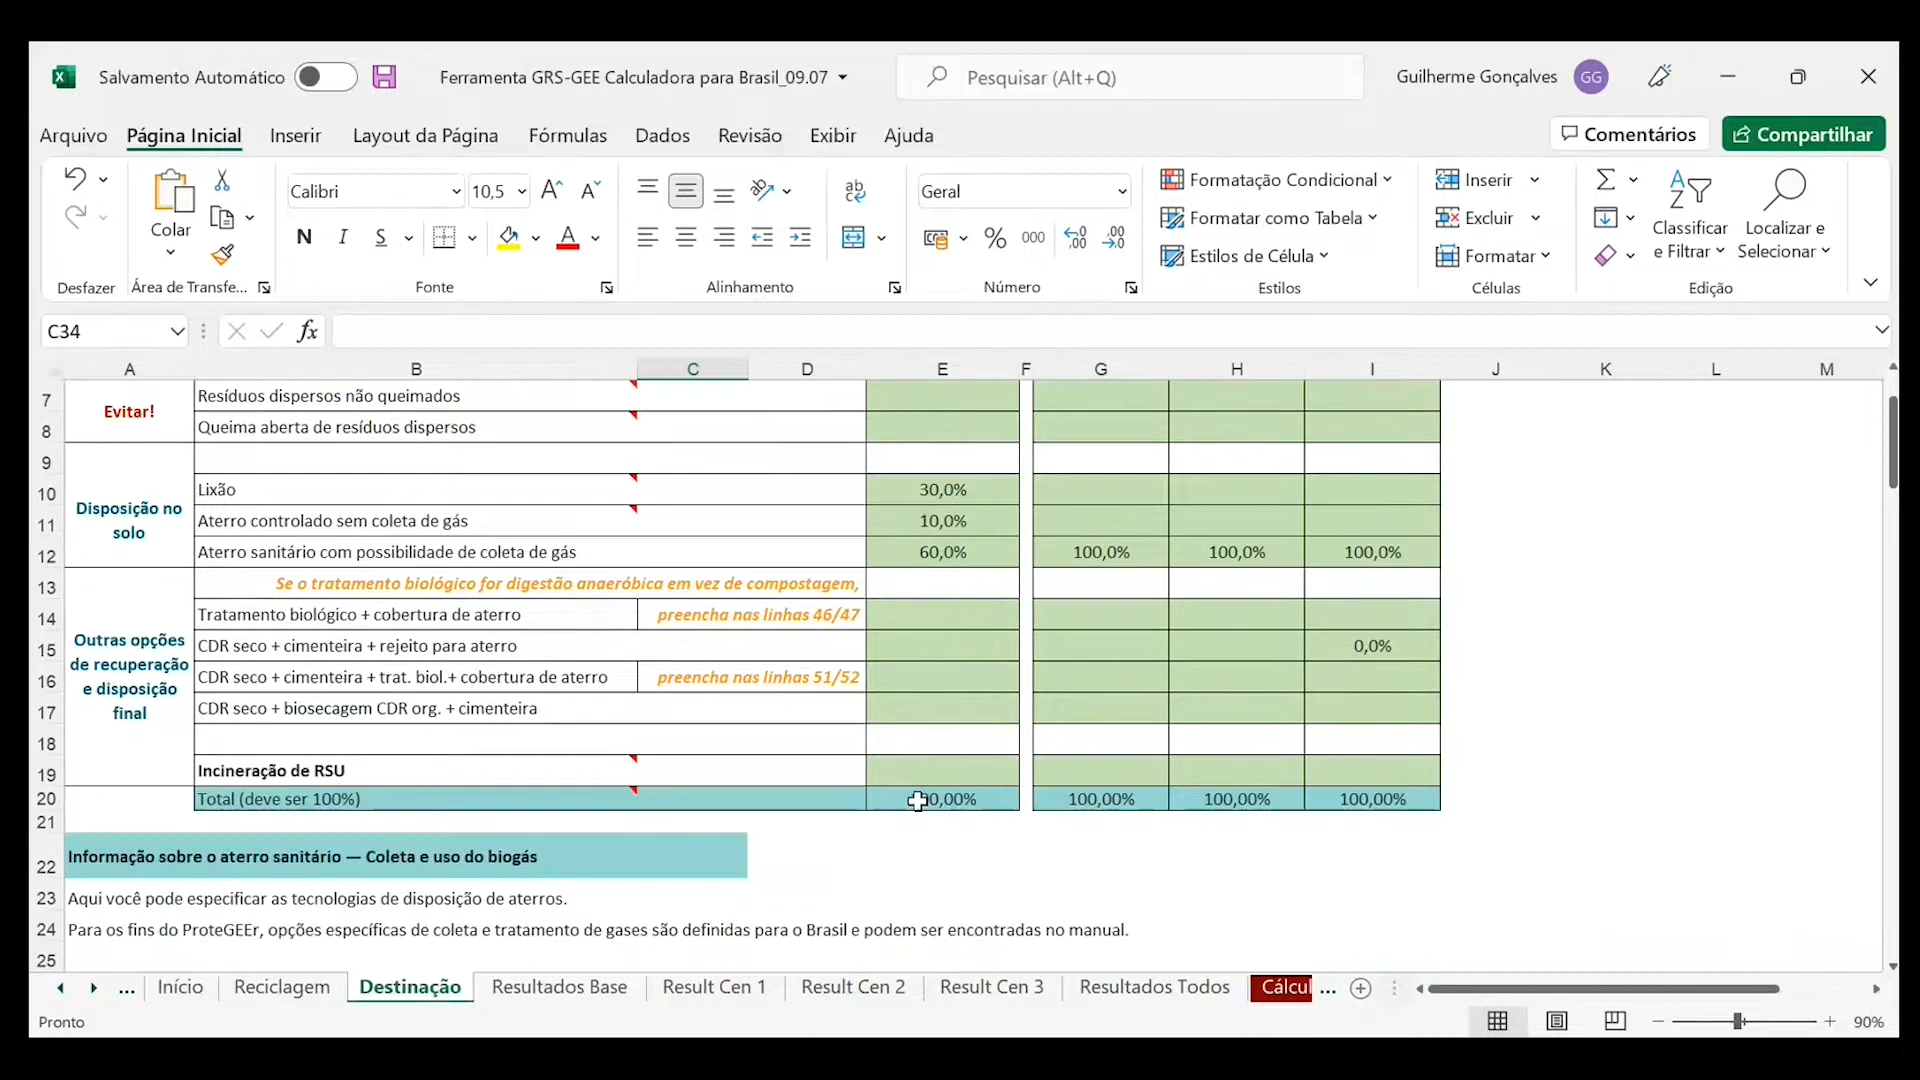 Salvamento Automático
Ferramenta GRS-GEE Calculadora para Brasil_09.07
Pesquisar (Alt+Q)
Guilherme Gonçalves
GG
Arquivo
Página Inicial
Inserir
Layout da Página
Fórmulas
Dados
Revisão
Exibir
Ajuda
Comentários
Compartilhar
Colar
Calibri
10,5
N I S
Geral
% 000
Formatação Condicional
Formatar como Tabela
Estilos de Célula
Inserir
Excluir
Formatar
Classificar
e Filtrar
Localizar e
Selecionar
Desfazer
Área de Transfe...
Fonte
Alinhamento
Número
Estilos
Células
Edição
C34
fx
A B C D E F G H I J K L M
7 Resíduos dispersos não queimados
Evitar!
8 Queima aberta de resíduos dispersos
9
10 Lixão 30,0%
Disposição no
solo
11 Aterro controlado sem coleta de gás 10,0%
12 Aterro sanitário com possibilidade de coleta de gás 60,0% 100,0% 100,0% 100,0%
13 Se o tratamento biológico for digestão anaeróbica em vez de compostagem,
14 Tratamento biológico + cobertura de aterro preencha nas linhas 46/47
Outras opções
de recuperação
e disposição
final
15 CDR seco + cimenteira + rejeito para aterro 0,0%
16 CDR seco + cimenteira + trat. biol.+ cobertura de aterro preencha nas linhas 51/52
17 CDR seco + biosecagem CDR org. + cimenteira
18
19 Incineração de RSU
20 Total (deve ser 100%) 0,00% 100,00% 100,00% 100,00%
21
22 Informação sobre o aterro sanitário — Coleta e uso do biogás
23 Aqui você pode especificar as tecnologias de disposição de aterros.
24 Para os fins do ProteGEEr, opções específicas de coleta e tratamento de gases são definidas para o Brasil e podem ser encontradas no manual.
25
... Início Reciclagem Destinação Resultados Base Result Cen 1 Result Cen 2 Result Cen 3 Resultados Todos Cálcul ...
Pronto
90%